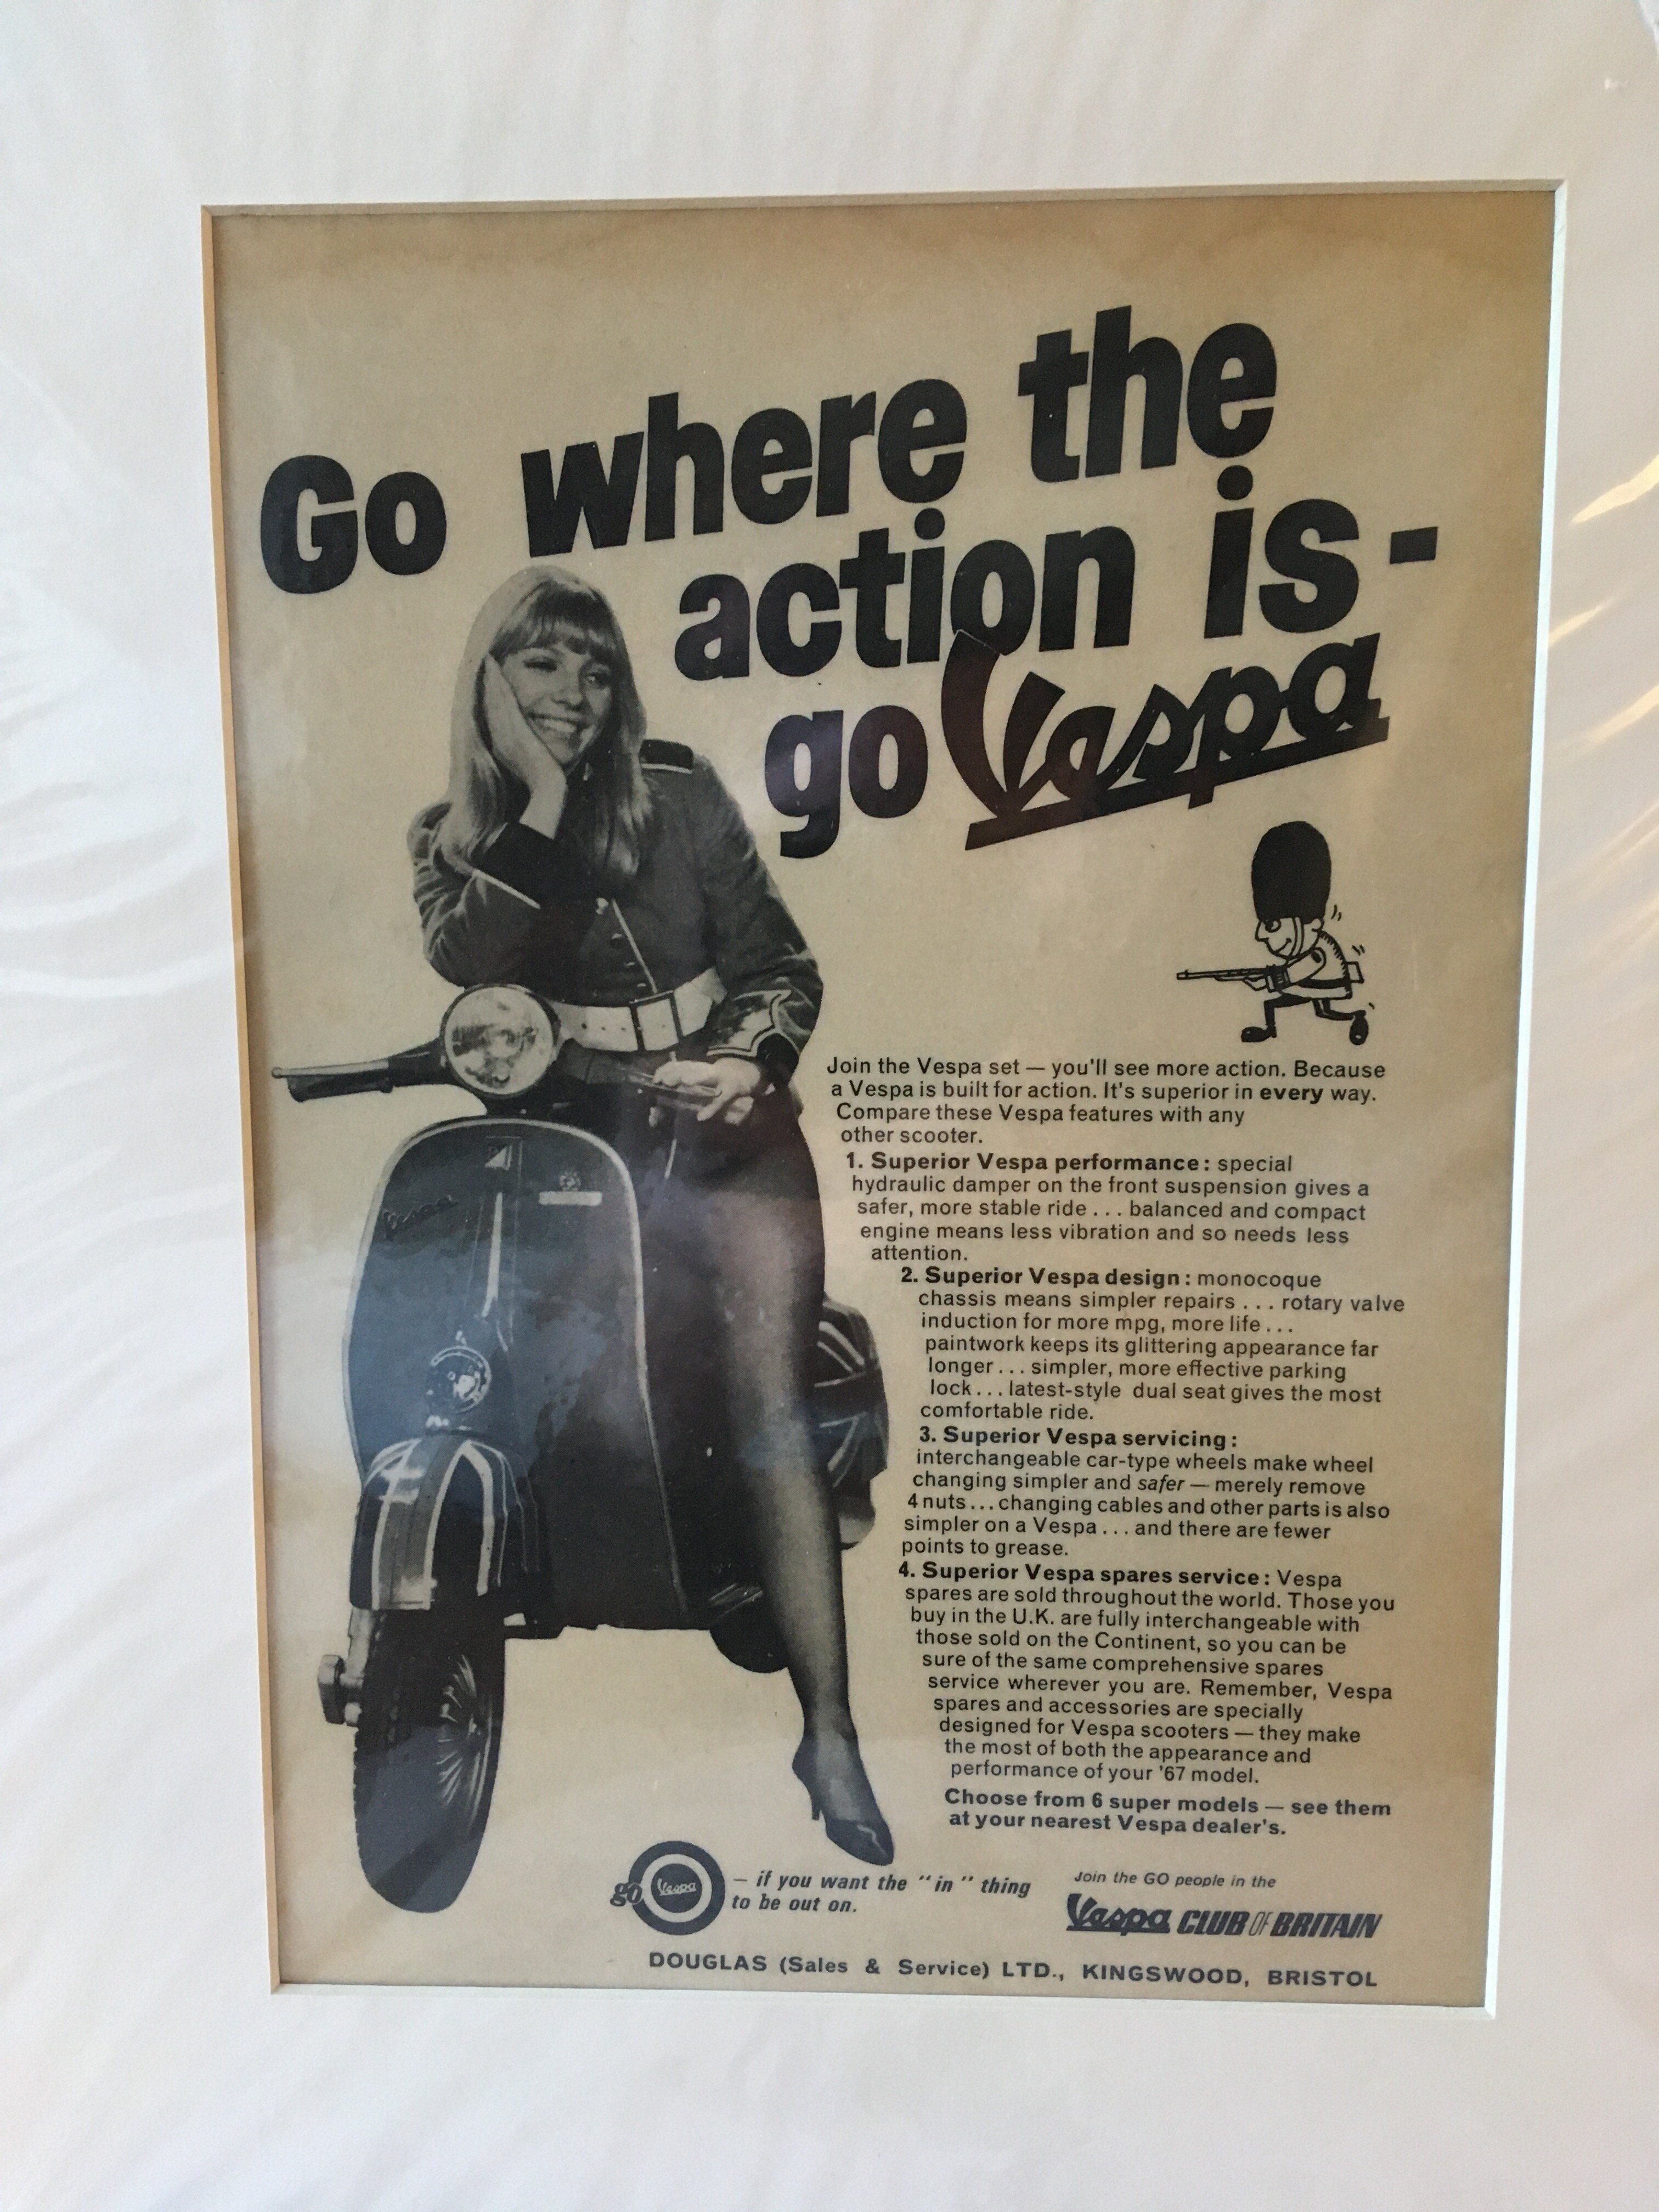 Go where the
action is-
go Vespa
Join the Vespa set — you'll see more action. Because
a Vespa is built for action. It's superior in every way.
Compare these Vespa features with any
other scooter.
1. Superior Vespa performance: special
hydraulic damper on the front suspension gives a
safer, more stable ride . . . balanced and compact
engine means less vibration and so needs less
attention.
2. Superior Vespa design: monocoque
chassis means simpler repairs . . . rotary valve
induction for more mpg, more life . . .
paintwork keeps its glittering appearance far
longer . . . simpler, more effective parking
lock . . . latest-style dual seat gives the most
comfortable ride.
3. Superior Vespa servicing:
interchangeable car-type wheels make wheel
changing simpler and safer — merely remove
4 nuts . . . changing cables and other parts is also
simpler on a Vespa . . . and there are fewer
points to grease.
4. Superior Vespa spares service: Vespa
spares are sold throughout the world. Those you
buy in the U.K. are fully interchangeable with
those sold on the Continent, so you can be
sure of the same comprehensive spares
service wherever you are. Remember, Vespa
spares and accessories are specially
designed for Vespa scooters — they make
the most of both the appearance and
performance of your '67 model.
Choose from 6 super models — see them
at your nearest Vespa dealer's.
Vespa
go Vespa
— if you want the "in" thing
to be out on.
Join the GO people in the
Vespa CLUB OF BRITAIN
DOUGLAS (Sales & Service) LTD., KINGSWOOD, BRISTOL